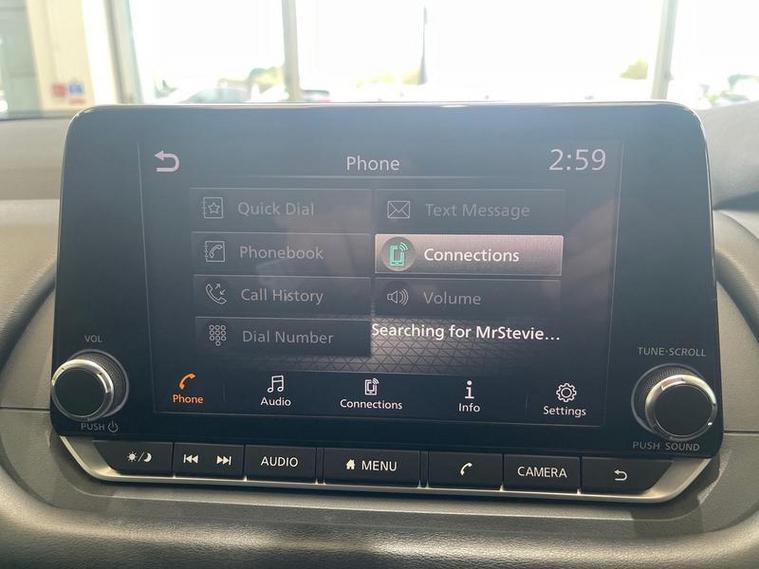 Phone
2:59
Quick Dial
Text Message
Phonebook
Connections
Call History
Volume
Dial Number
Searching for MrStevie...
VOL
TUNE·SCROLL
Phone
Audio
Connections
Info
Settings
PUSH
PUSH SOUND
AUDIO
MENU
CAMERA